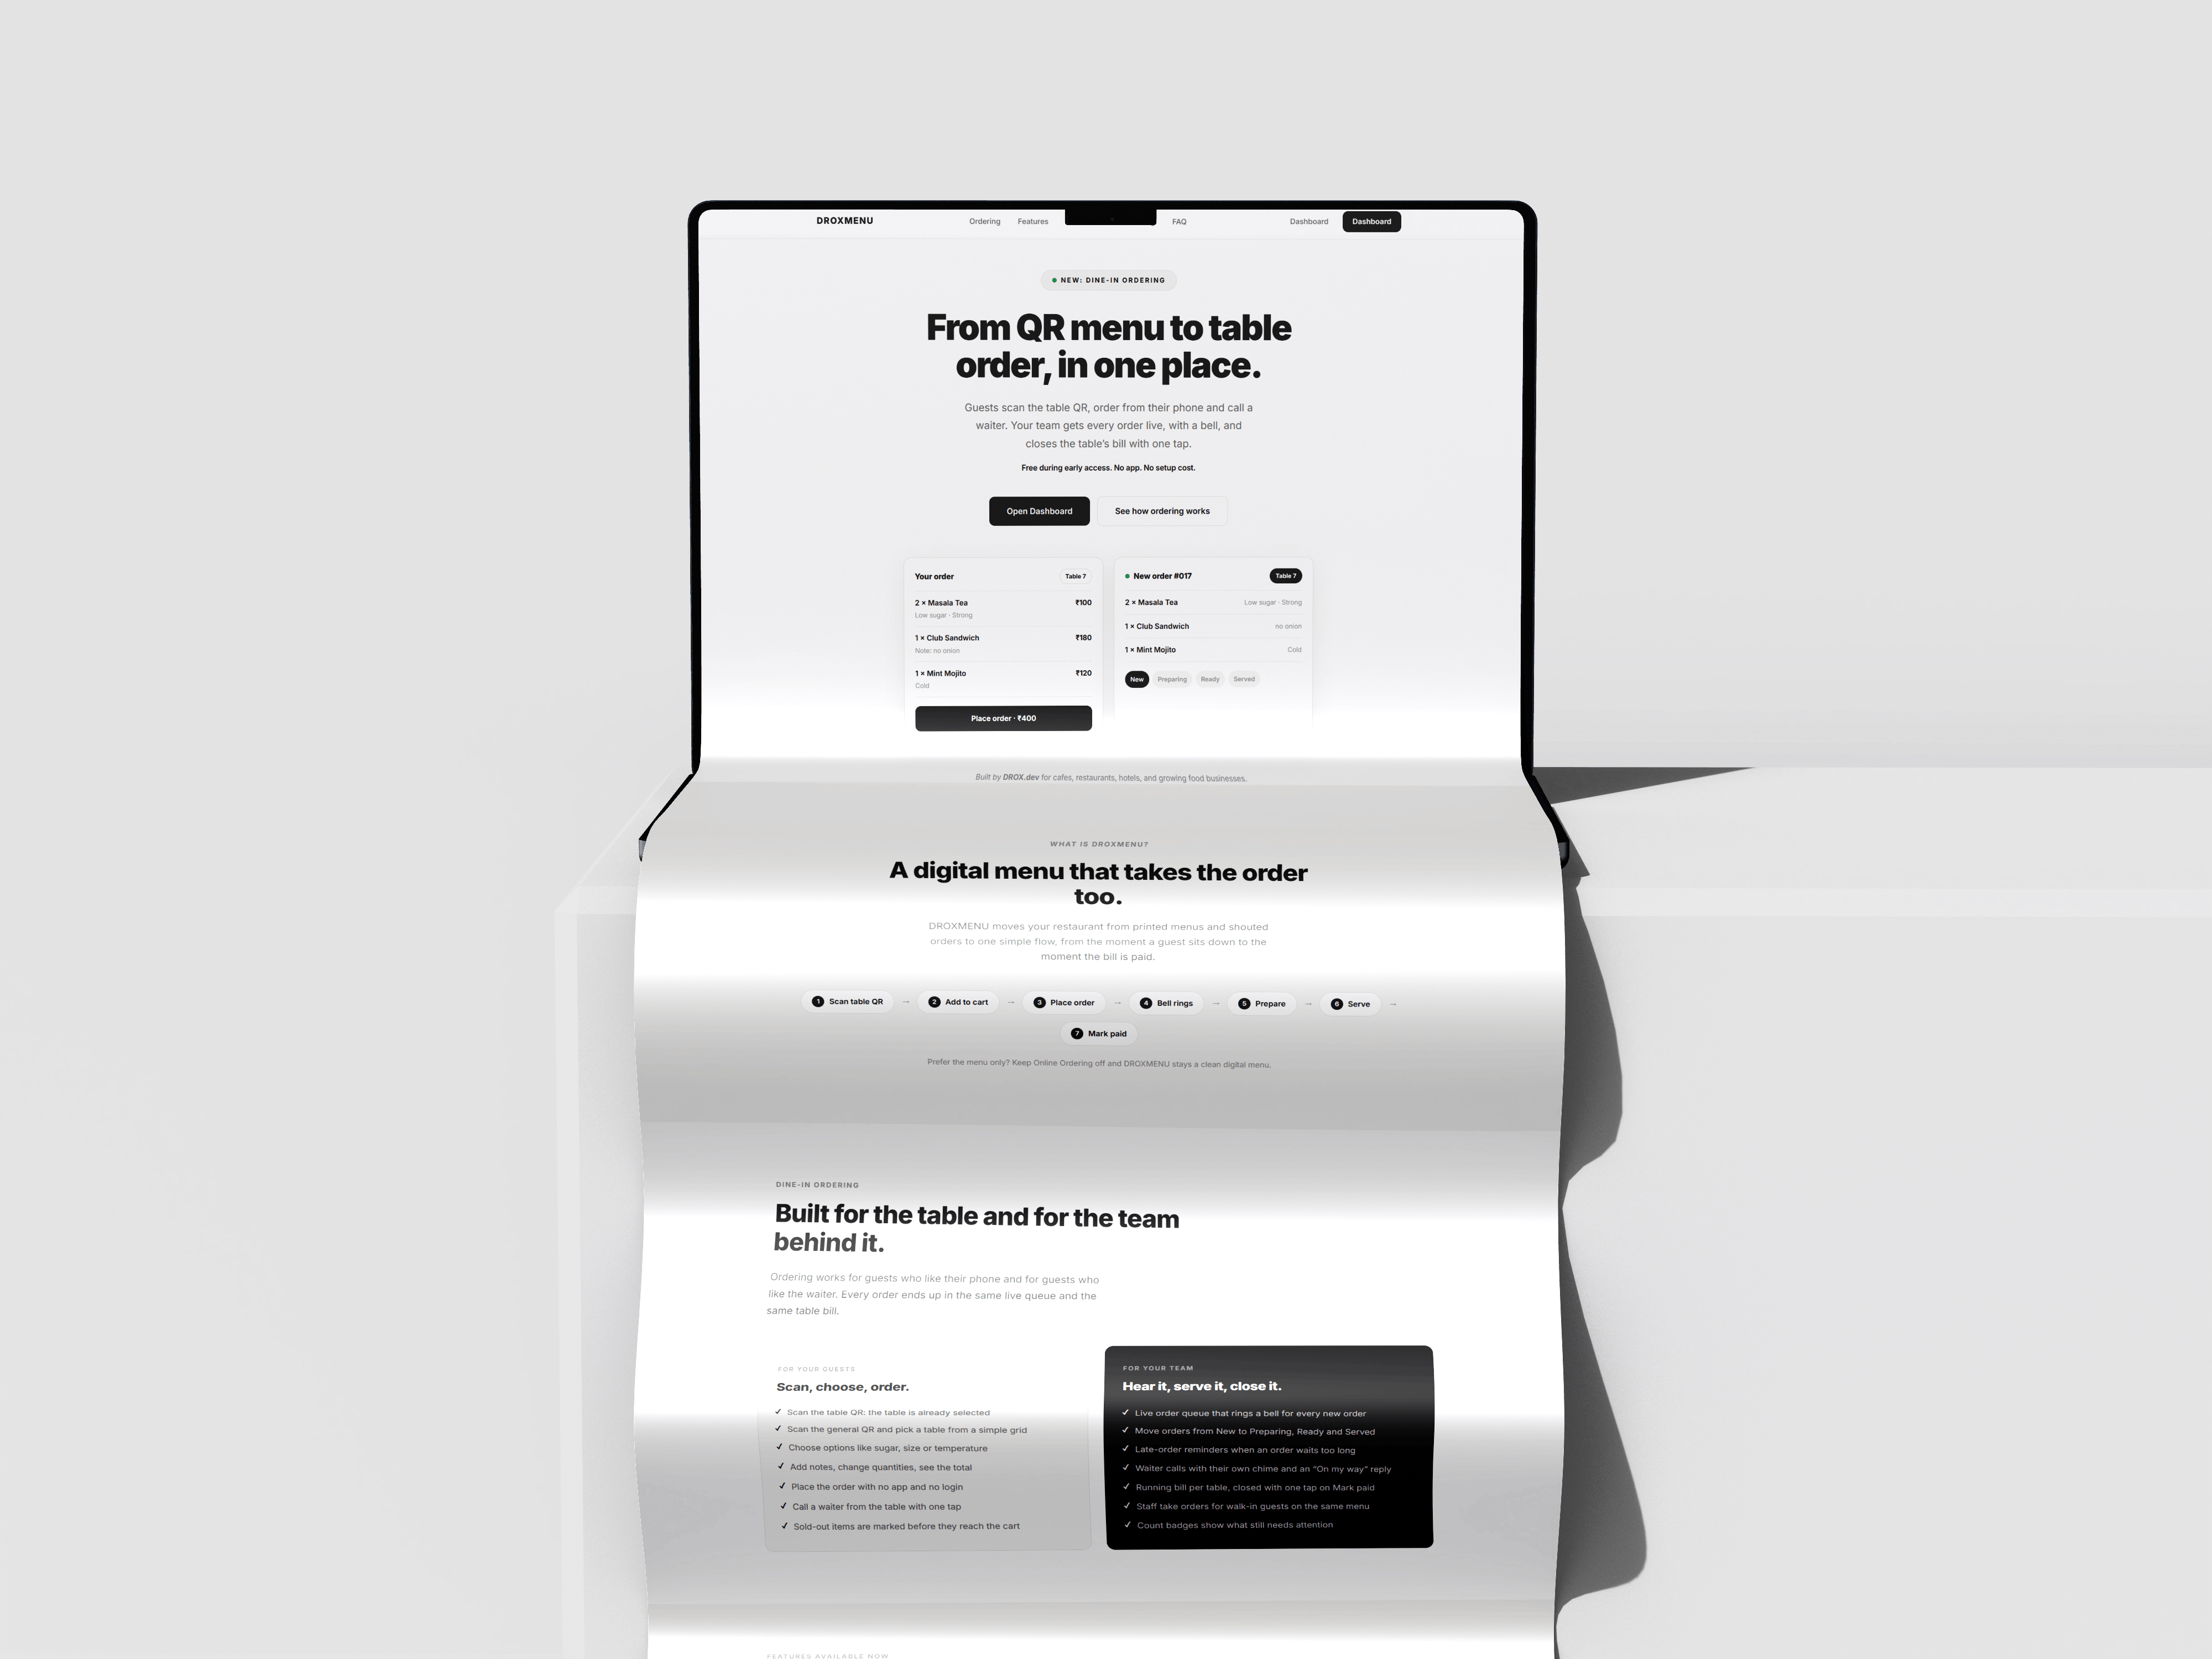 DROXMENU
Ordering
Features
FAQ
Dashboard
Dashboard
NEW: DINE-IN ORDERING
From QR menu to table
order, in one place.
Guests scan the table QR, order from their phone and call a
waiter. Your team gets every order live, with a bell, and
closes the table's bill with one tap.
Free during early access. No app. No setup cost.
Open Dashboard
See how ordering works
Your order
Table 7
2 × Masala Tea
₹100
Low sugar · Strong
1 × Club Sandwich
₹180
Note: no onion
1 × Mint Mojito
₹120
Cold
Place order · ₹400
New order #017
Table 7
2 × Masala Tea
Low sugar · Strong
1 × Club Sandwich
no onion
1 × Mint Mojito
Cold
New
Preparing
Ready
Served
Built by DROX.dev for cafes, restaurants, hotels, and growing food businesses.
WHAT IS DROXMENU?
A digital menu that takes the order
too.
DROXMENU moves your restaurant from printed menus and shouted
orders to one simple flow, from the moment a guest sits down to the
moment the bill is paid.
1 Scan table QR → 2 Add to cart → 3 Place order → 4 Bell rings → 5 Prepare → 6 Serve →
7 Mark paid
Prefer the menu only? Keep Online Ordering off and DROXMENU stays a clean digital menu.
DINE-IN ORDERING
Built for the table and for the team
behind it.
Ordering works for guests who like their phone and for guests who
like the waiter. Every order ends up in the same live queue and the
same table bill.
FOR YOUR GUESTS
Scan, choose, order.
✓ Scan the table QR: the table is already selected
✓ Scan the general QR and pick a table from a simple grid
✓ Choose options like sugar, size or temperature
✓ Add notes, change quantities, see the total
✓ Place the order with no app and no login
✓ Call a waiter from the table with one tap
✓ Sold-out items are marked before they reach the cart
FOR YOUR TEAM
Hear it, serve it, close it.
✓ Live order queue that rings a bell for every new order
✓ Move orders from New to Preparing, Ready and Served
✓ Late-order reminders when an order waits too long
✓ Waiter calls with their own chime and an “On my way” reply
✓ Running bill per table, closed with one tap on Mark paid
✓ Staff take orders for walk-in guests on the same menu
✓ Count badges show what still needs attention
FEATURES AVAILABLE NOW